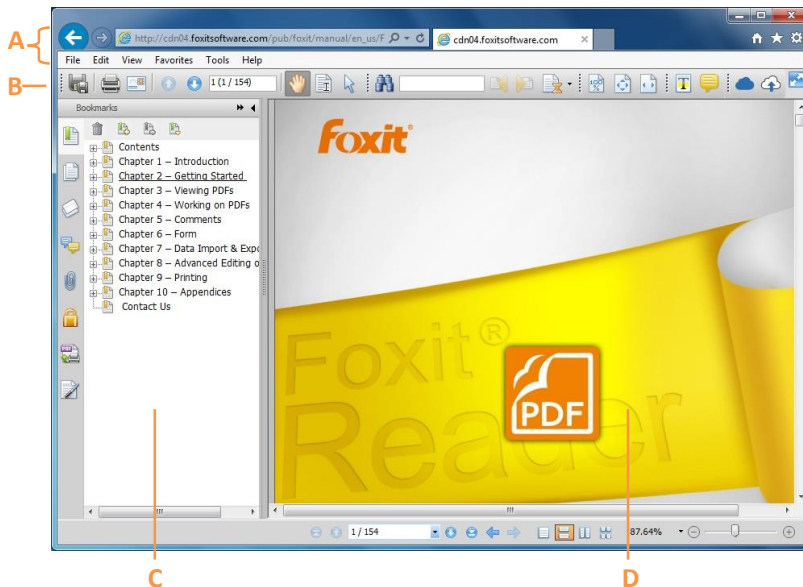 A
http://cdn04.foxitsoftware.com/pub/foxit/manual/en_us/F
cdn04.foxitsoftware.com
File Edit View Favorites Tools Help
B
1 (1 / 154)
Bookmarks
Contents
Chapter 1 – Introduction
Chapter 2 – Getting Started
Chapter 3 – Viewing PDFs
Chapter 4 – Working on PDFs
Chapter 5 – Comments
Chapter 6 – Form
Chapter 7 – Data Import & Expo
Chapter 8 – Advanced Editing o
Chapter 9 – Printing
Chapter 10 – Appendices
Contact Us
foxit
Foxit®
Reader
PDF
1 / 154
87.64%
C
D